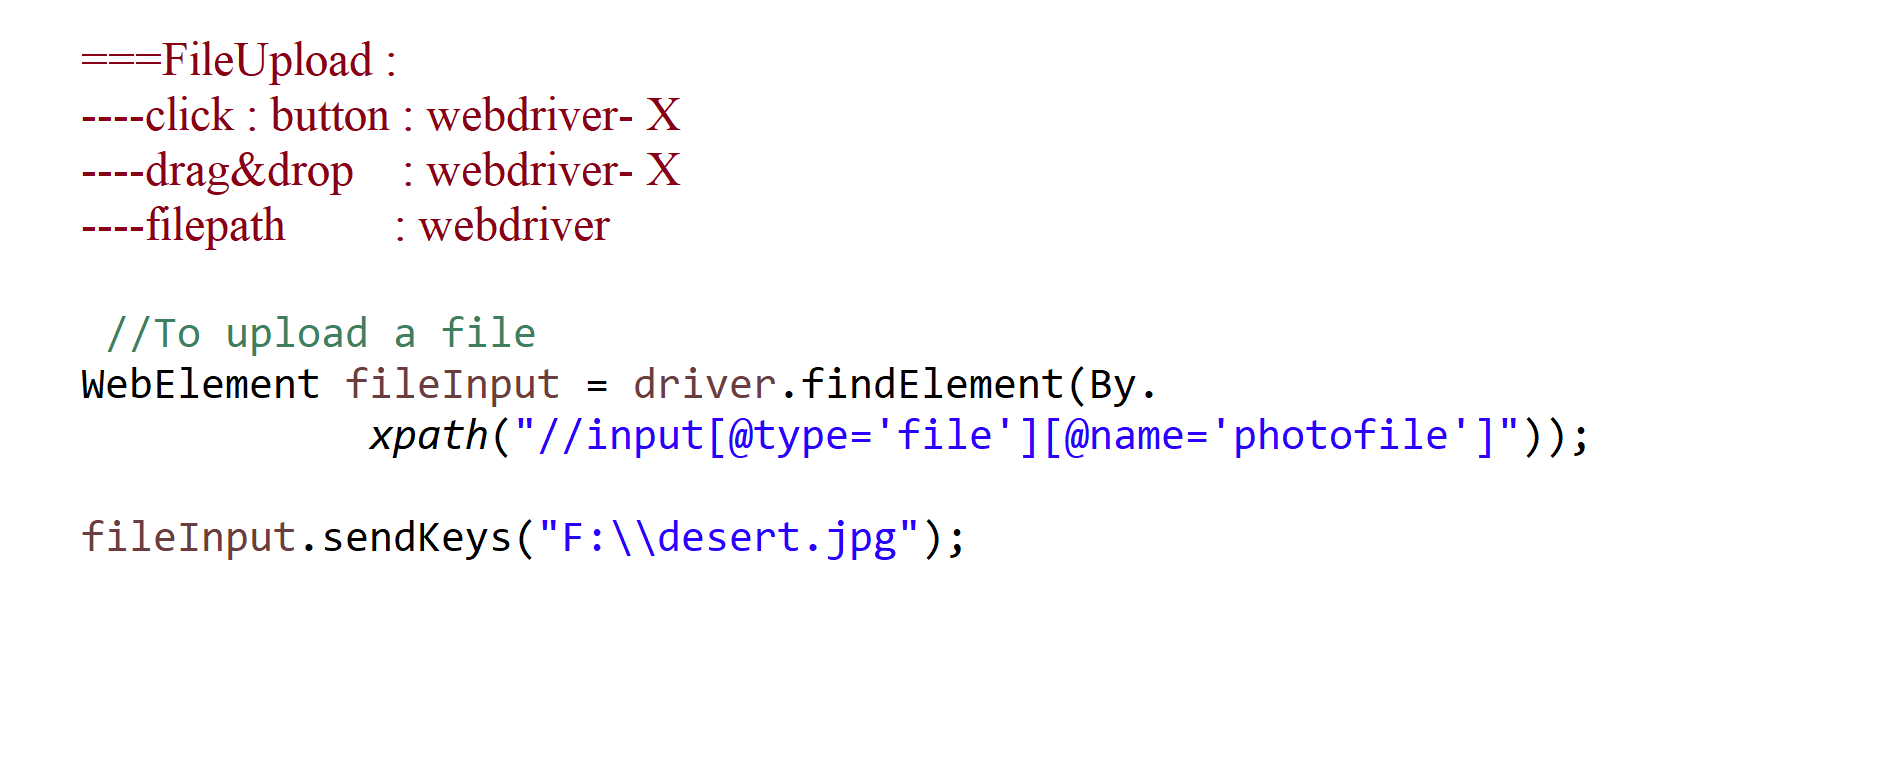 ===FileUpload :
----click : button : webdriver- X
----drag&drop    : webdriver- X
----filepath         : webdriver
//To upload a file
WebElement fileInput = driver.findElement(By.
xpath("//input[@type='file'][@name='photofile']"));
fileInput.sendKeys("F:\\desert.jpg");